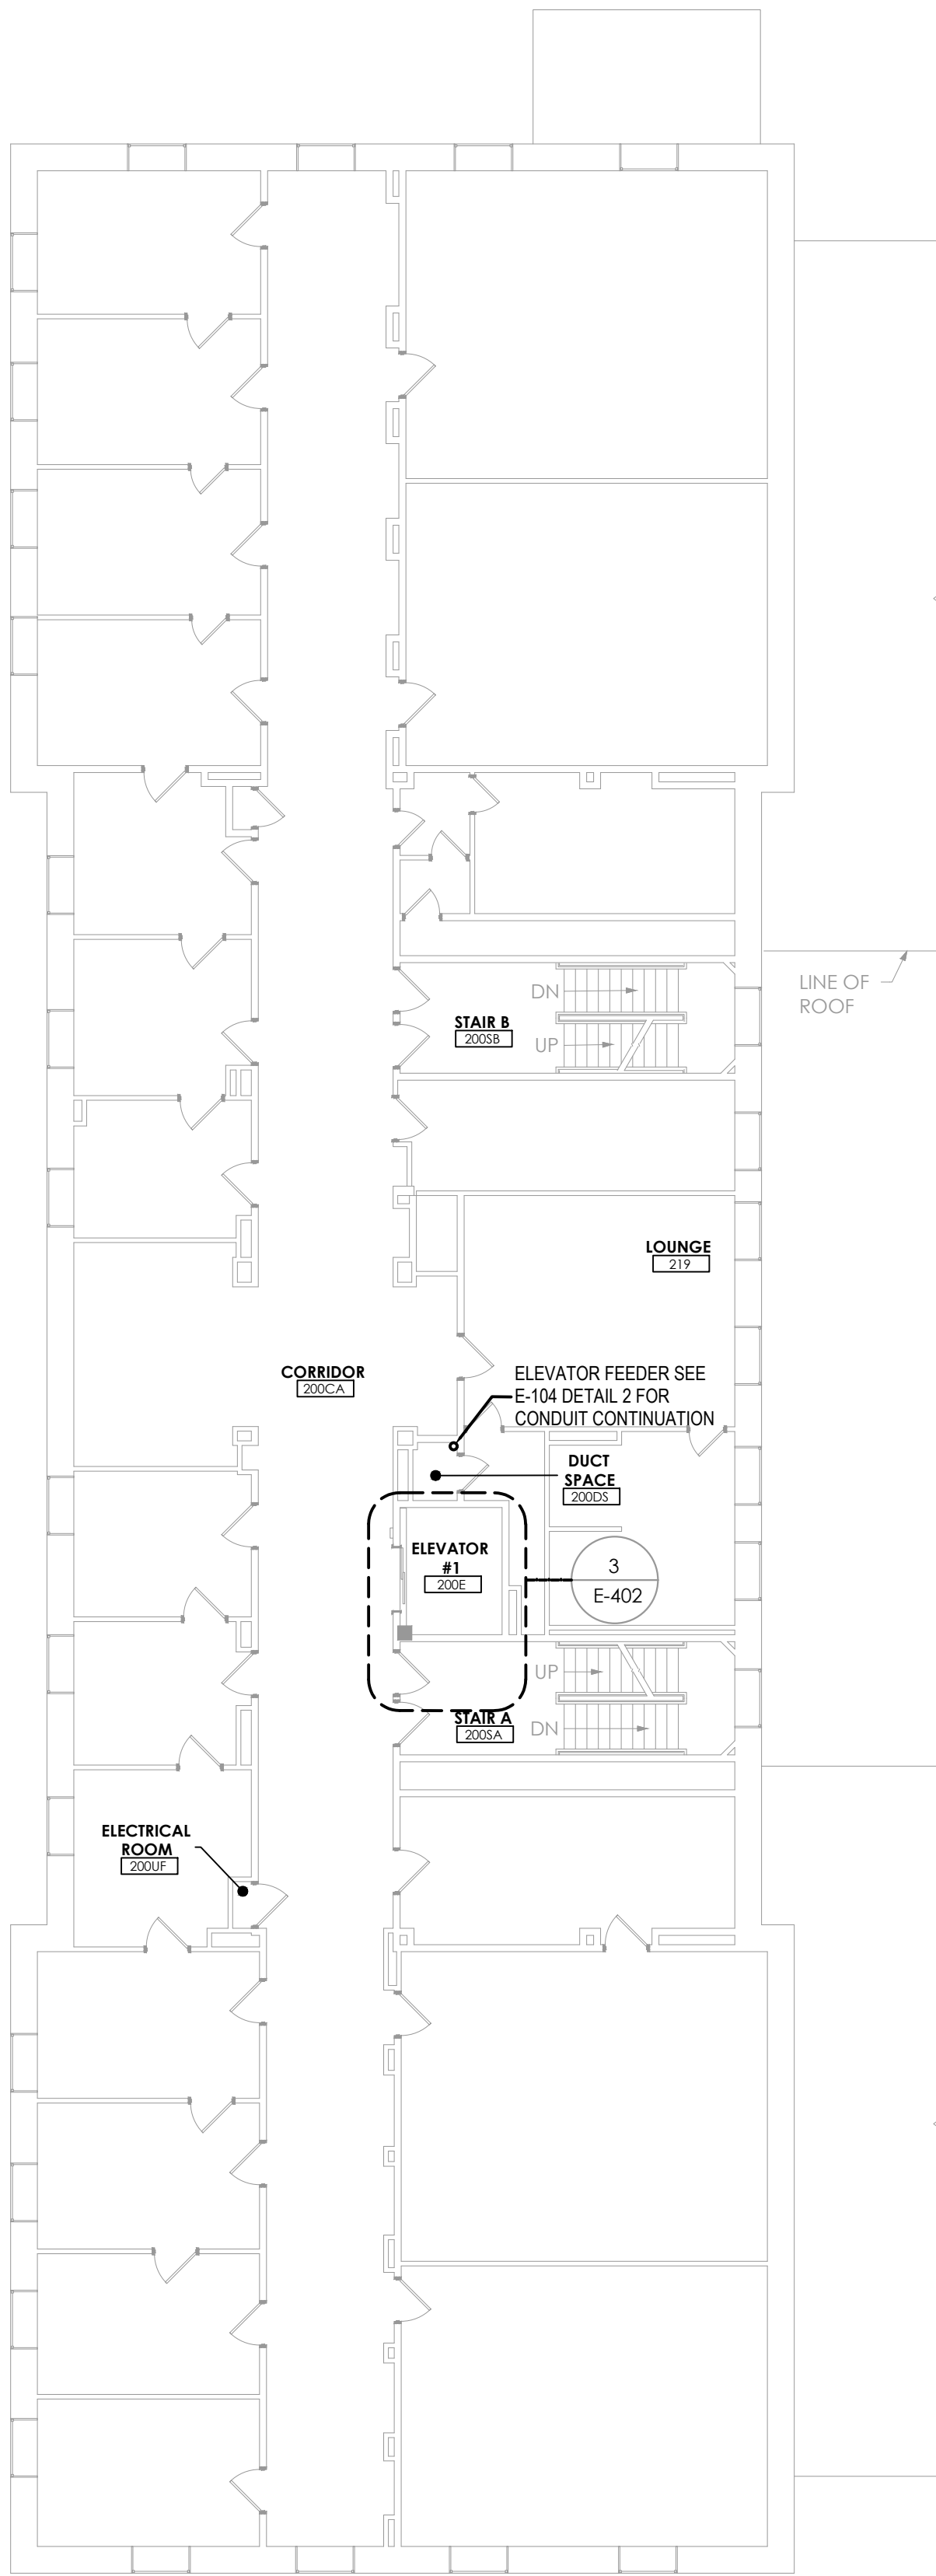 LINE OF
ROOF
DN
STAIR B
200SB
UP
LOUNGE
219
CORRIDOR
200CA
ELEVATOR FEEDER SEE
E-104 DETAIL 2 FOR
CONDUIT CONTINUATION
DUCT
SPACE
200DS
ELEVATOR
#1
200E
3
E-402
UP
STAIR A
200SA
DN
ELECTRICAL
ROOM
200UF